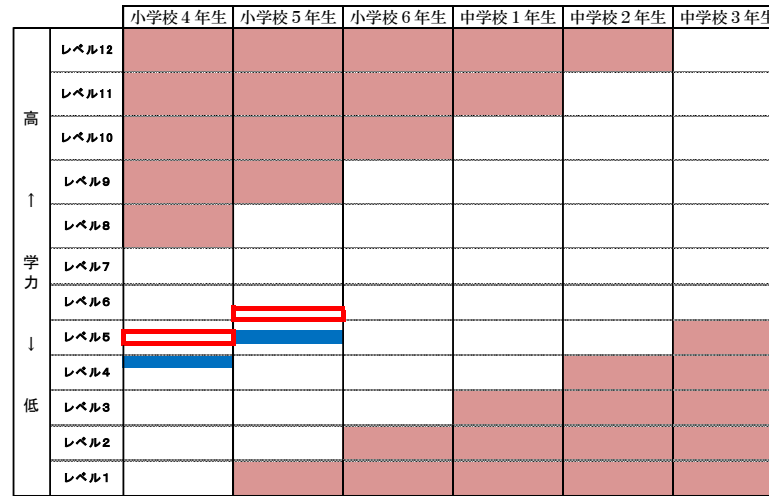 小学校４年生 小学校５年生 小学校６年生 中学校１年生 中学校２年生 中学校３年生
高
↑
学力
↓
低
レベル12
レベル11
レベル10
レベル9
レベル8
レベル7
レベル6
レベル5
レベル4
レベル3
レベル2
レベル1